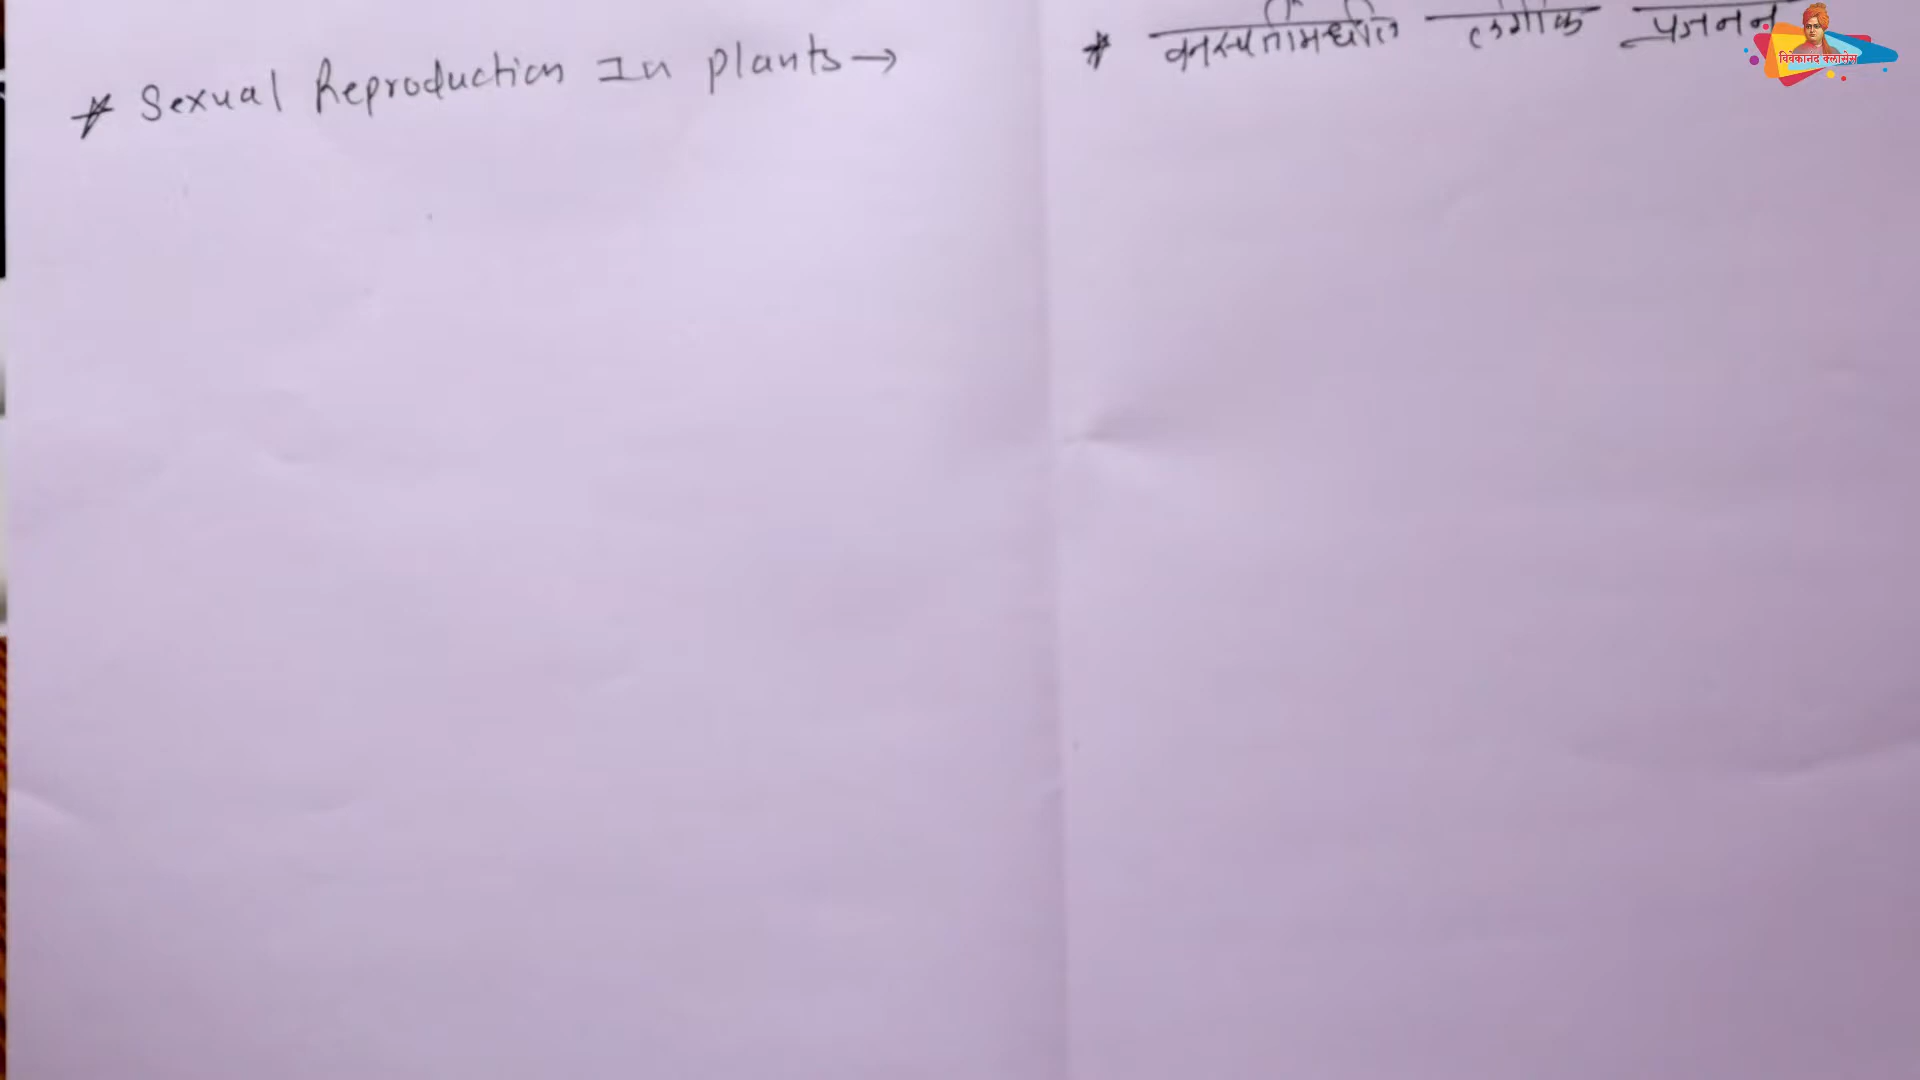 * Sexual Reproduction In plants →
* वनस्पतीमधील लैंगीक प्रजनन
विवेकानंद क्लासेस